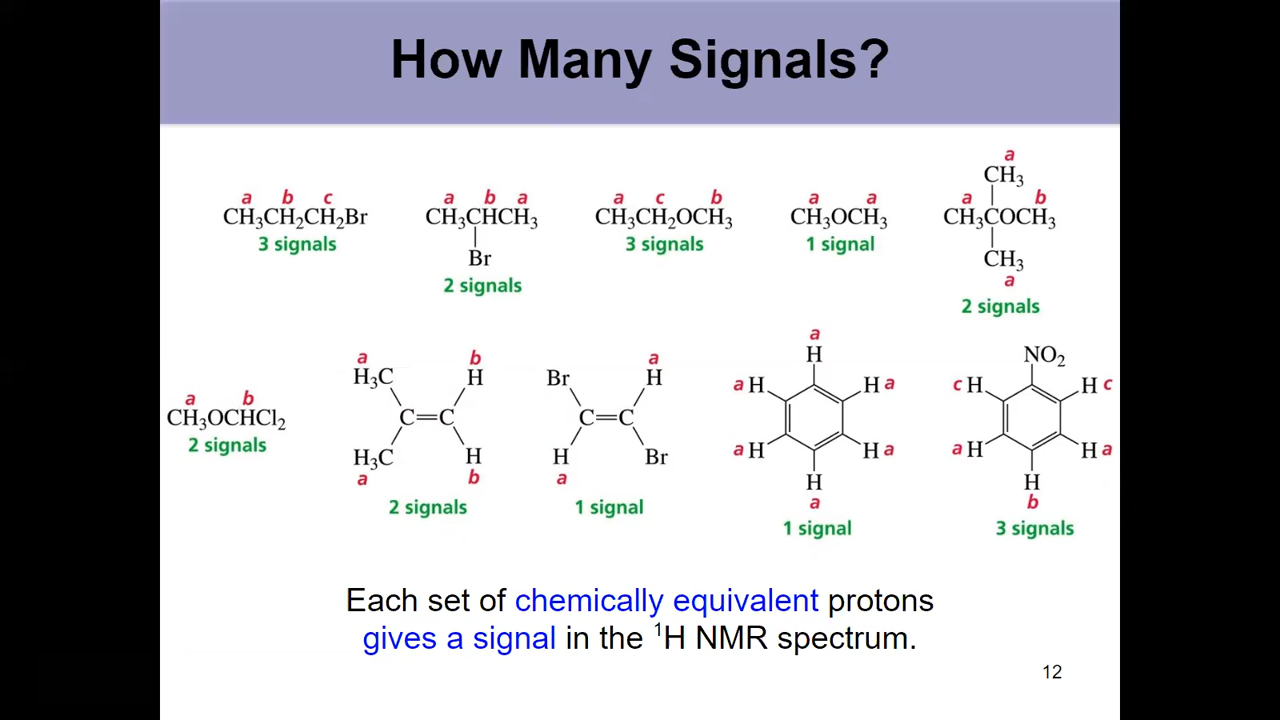 How Many Signals?
a b c
CH₃CH₂CH₂Br
3 signals
a b a
CH₃CHCH₃
Br
2 signals
a c b
CH₃CH₂OCH₃
3 signals
a a
CH₃OCH₃
1 signal
a
CH₃
a b
CH₃COCH₃
CH₃
a
2 signals
a b
CH₃OCHCl₂
2 signals
a b
H₃C H
C=C
H₃C H
a b
2 signals
a
Br H
C=C
H Br
a
1 signal
a
H
a H H a
a H H a
H
a
1 signal
NO₂
c H H c
a H H a
H
b
3 signals
Each set of chemically equivalent protons
gives a signal in the ¹H NMR spectrum.
12